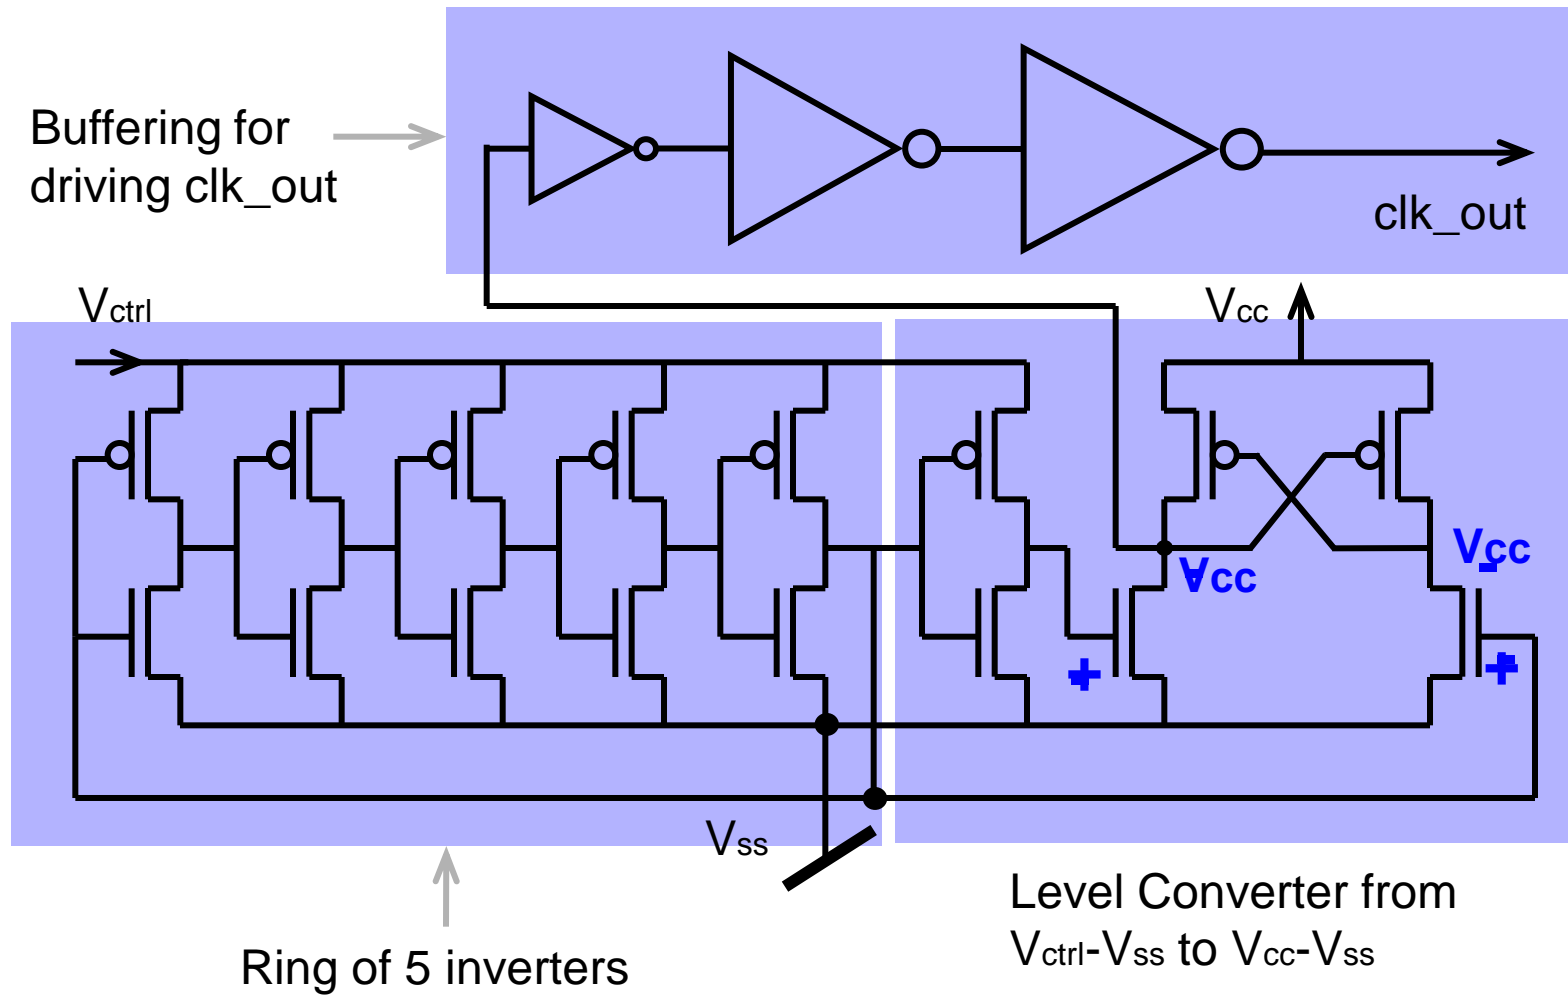 Buffering for
driving clk_out
clk_out
Vctrl
Vcc
Vcc
Vcc
+
+
Vss
Level Converter from
Vctrl-Vss to Vcc-Vss
Ring of 5 inverters